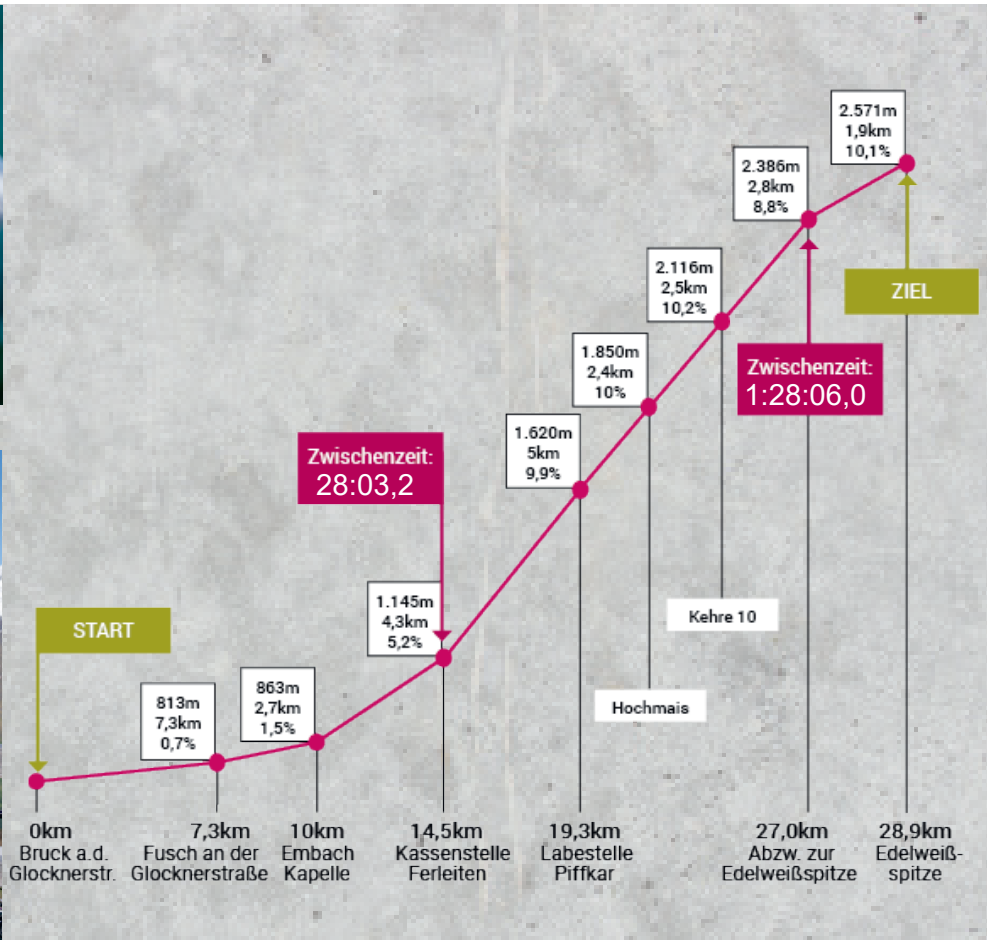 2.571m
1,9km
10,1%
2.386m
2,8km
8,8%
2.116m
2,5km
10,2%
ZIEL
1.850m
2,4km
10%
Zwischenzeit:
1:28:06,0
1.620m
5km
9,9%
Zwischenzeit:
28:03,2
1.145m
4,3km
5,2%
START
Kehre 10
863m
2,7km
1,5%
813m
7,3km
0,7%
Hochmais
0km
Bruck a.d.
Glocknerstr.
7,3km
Fusch an der
Glocknerstraße
10km
Embach
Kapelle
14,5km
Kassenstelle
Ferleiten
19,3km
Labestelle
Piffkar
27,0km
Abzw. zur
Edelweißspitze
28,9km
Edelweiß-
spitze